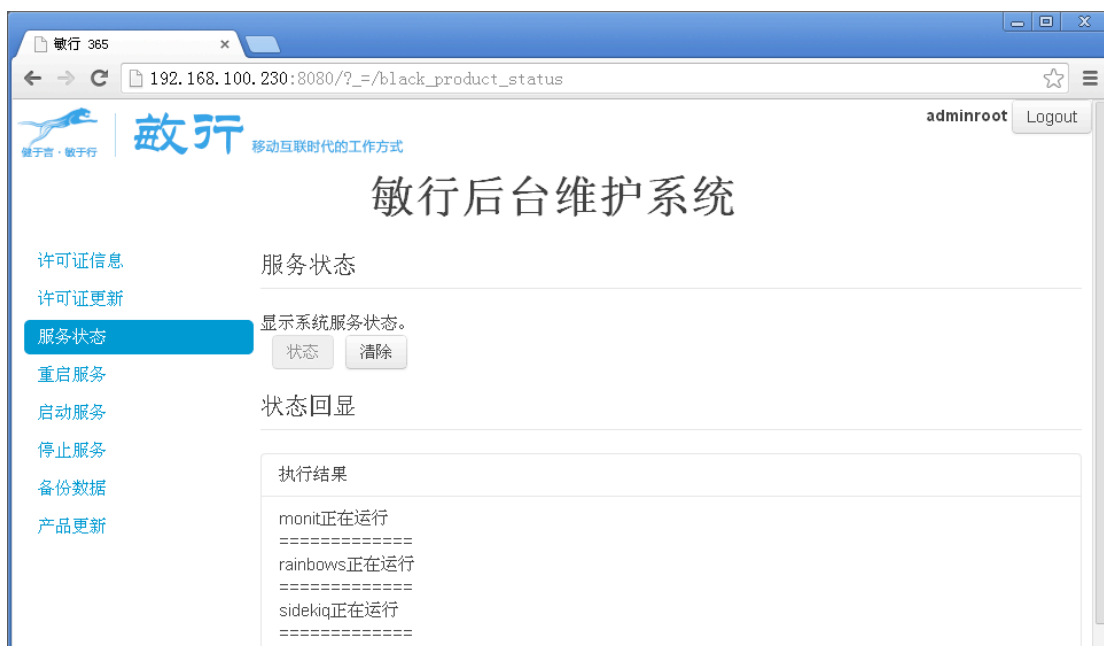 敏行 365
192.168.100.230:8080/?_=/black_product_status
adminroot Logout
健于言·敏于行
敏行 移动互联时代的工作方式
敏行后台维护系统
许可证信息
许可证更新
服务状态
重启服务
启动服务
停止服务
备份数据
产品更新
服务状态
显示系统服务状态。
状态 清除
状态回显
执行结果
monit正在运行
=============
rainbows正在运行
=============
sidekiq正在运行
=============